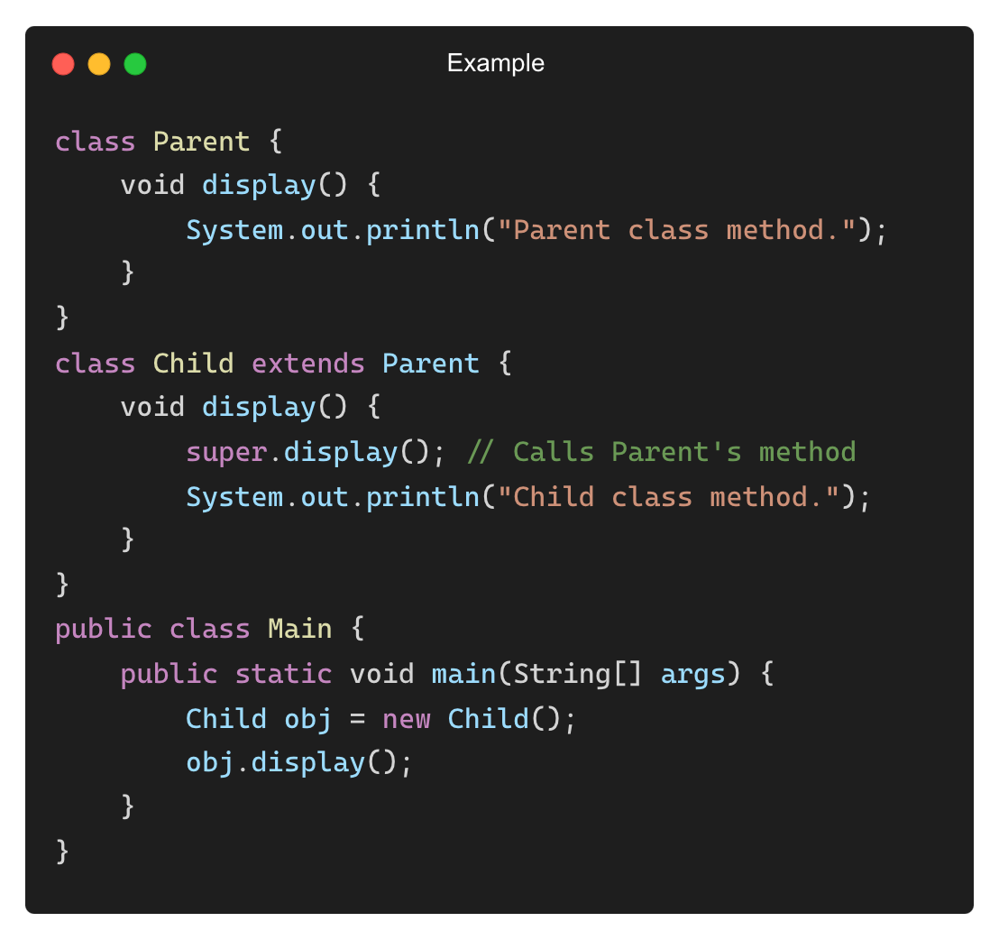 Example
class Parent {
    void display() {
        System.out.println("Parent class method.");
    }
}
class Child extends Parent {
    void display() {
        super.display(); // Calls Parent's method
        System.out.println("Child class method.");
    }
}
public class Main {
    public static void main(String[] args) {
        Child obj = new Child();
        obj.display();
    }
}